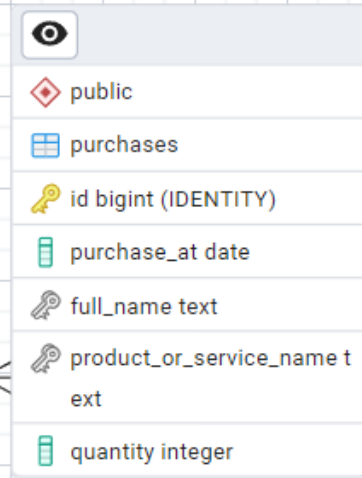 public
purchases
id bigint (IDENTITY)
purchase_at date
full_name text
product_or_service_name t
ext
quantity integer